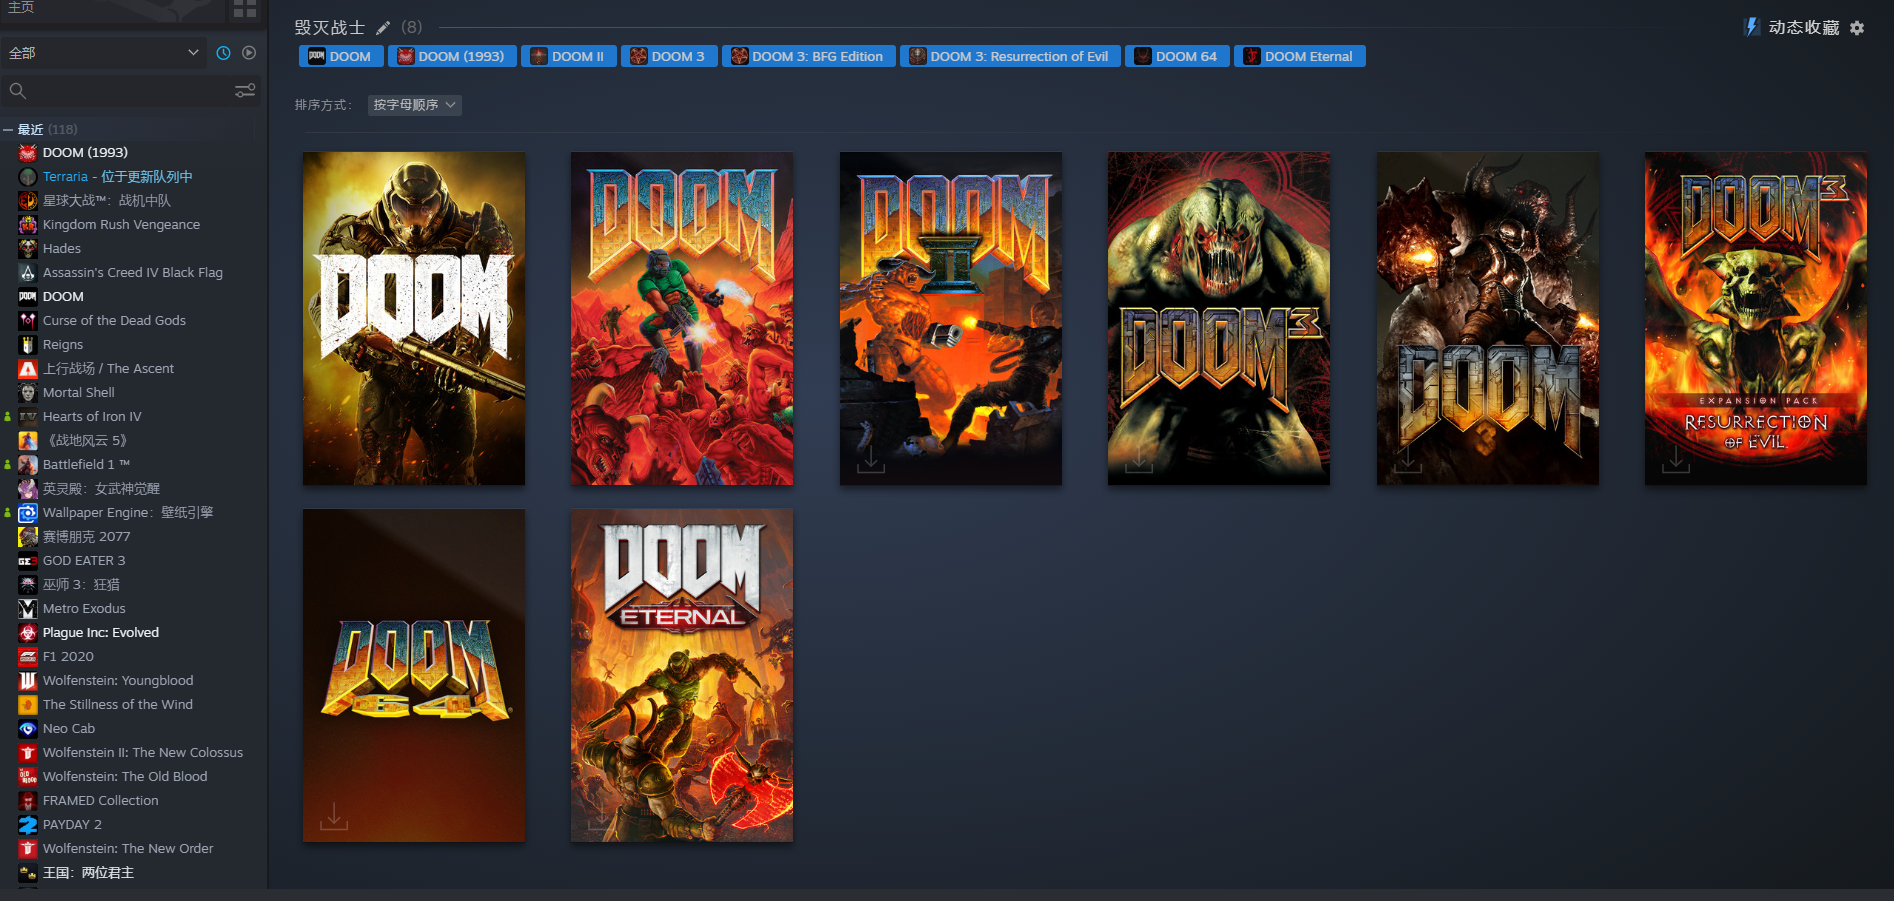 主页
全部
最近 (118)
DOOM (1993)
Terraria - 位于更新队列中
星球大战™：战机中队
Kingdom Rush Vengeance
Hades
Assassin's Creed IV Black Flag
DOOM
Curse of the Dead Gods
Reigns
上行战场 / The Ascent
Mortal Shell
Hearts of Iron IV
《战地风云 5》
Battlefield 1 ™
英灵殿：女武神觉醒
Wallpaper Engine：壁纸引擎
赛博朋克 2077
GOD EATER 3
巫师 3：狂猎
Metro Exodus
Plague Inc: Evolved
F1 2020
Wolfenstein: Youngblood
The Stillness of the Wind
Neo Cab
Wolfenstein II: The New Colossus
Wolfenstein: The Old Blood
FRAMED Collection
PAYDAY 2
Wolfenstein: The New Order
王国：两位君主
毁灭战士 (8)
动态收藏
DOOM DOOM (1993) DOOM II DOOM 3 DOOM 3: BFG Edition DOOM 3: Resurrection of Evil DOOM 64 DOOM Eternal
排序方式： 按字母顺序
DOOM
DOOM
DOOM II
DOOM 3
DOOM 3
DOOM 3
EXPANSION PACK
RESURRECTION
OF EVIL
DOOM
64
DOOM
ETERNAL